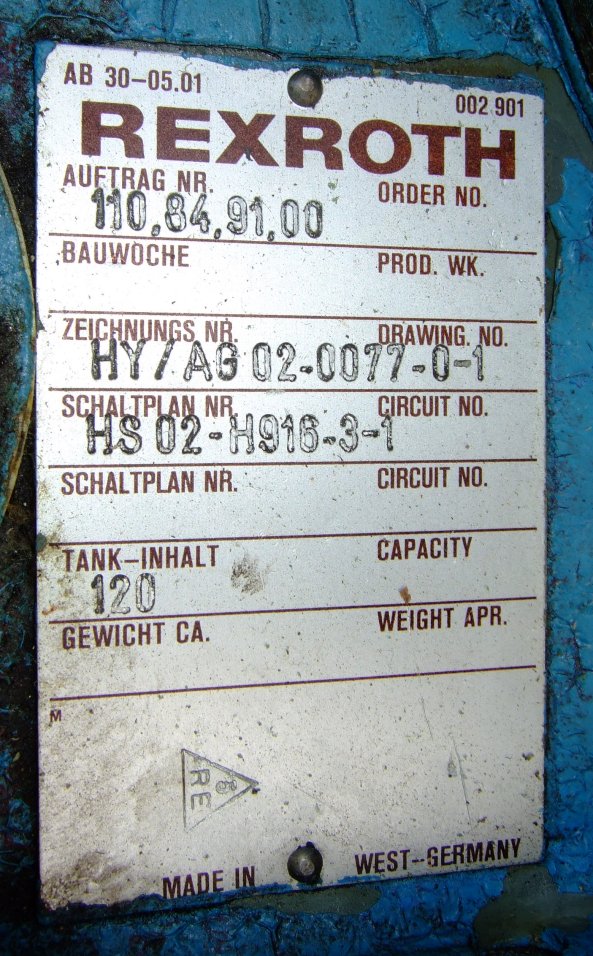 AB 30-05.01 002 901
REXROTH
AUFTRAG NR. ORDER NO.
110,84,91,00
BAUWOCHE PROD. WK.
ZEICHNUNGS NR. DRAWING. NO.
HY/AG 02-0077-0-1
SCHALTPLAN NR. CIRCUIT NO.
HS 02-H916-3-1
SCHALTPLAN NR. CIRCUIT NO.
TANK-INHALT CAPACITY
120
GEWICHT CA. WEIGHT APR.
M
6
RE
MADE IN WEST-GERMANY